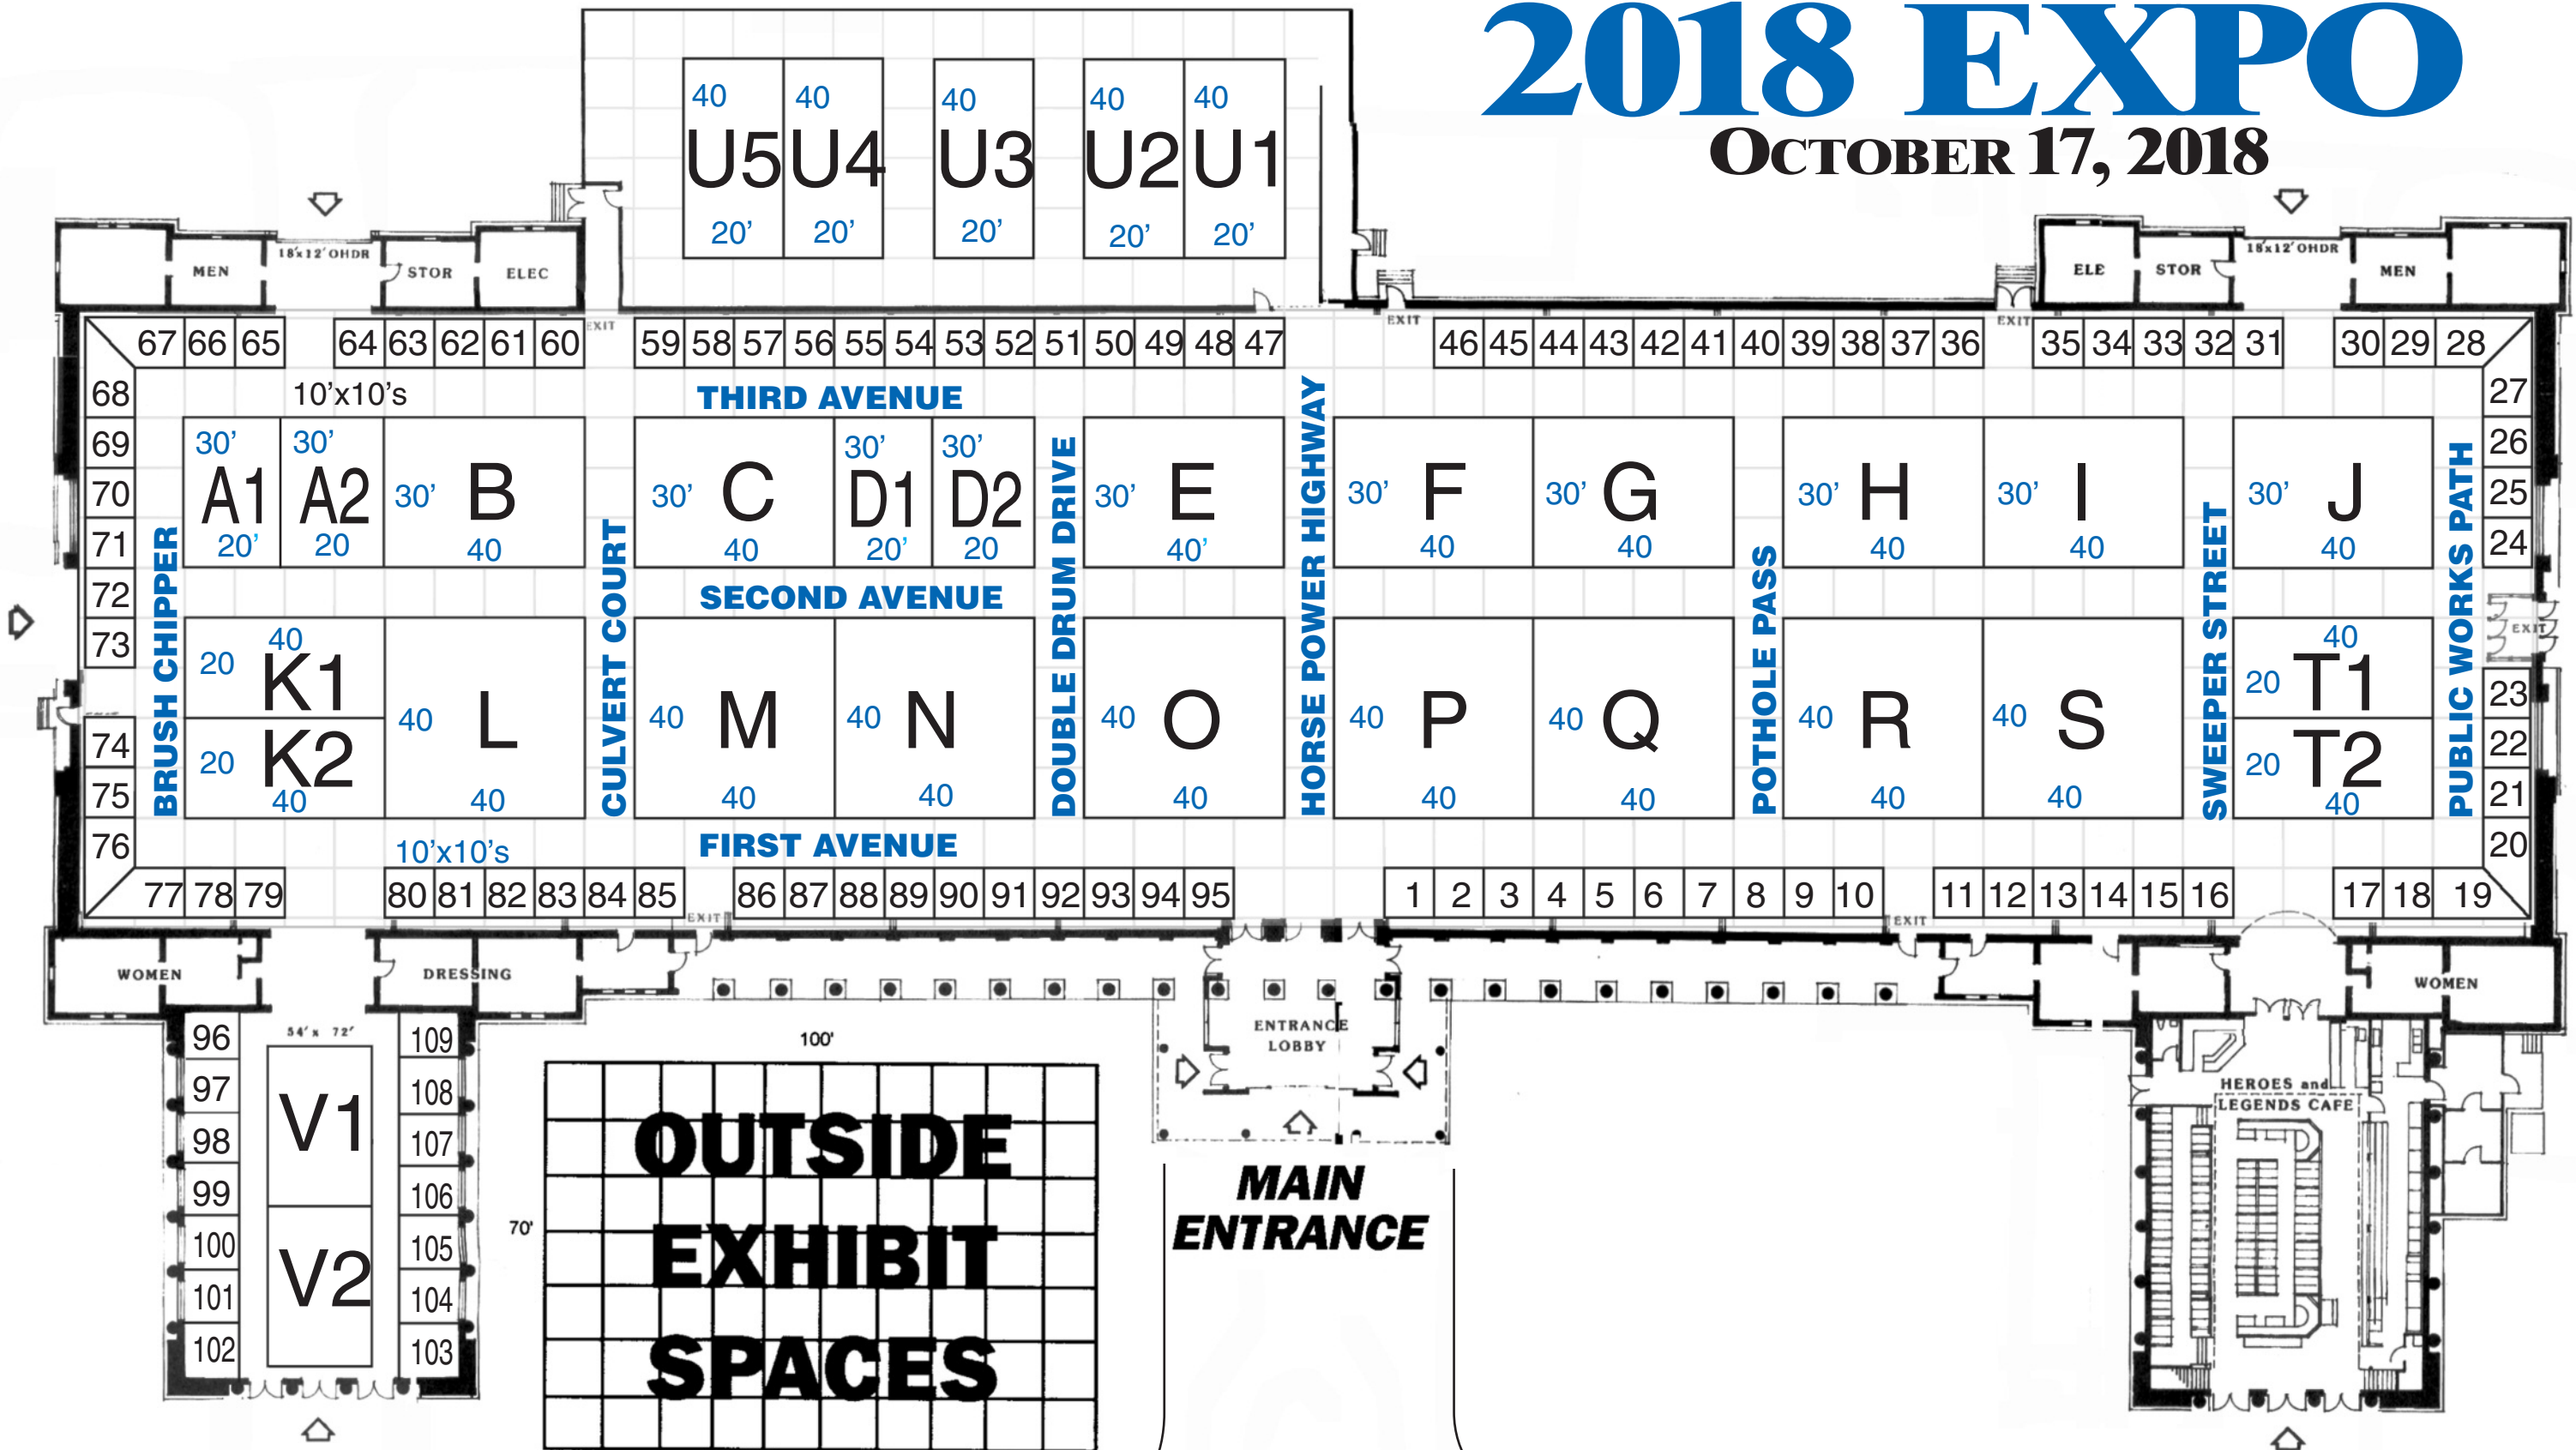 2018 EXPO
OCTOBER 17, 2018
40 40 40 40 40
U5 U4 U3 U2 U1
20’ 20’ 20’ 20’ 20’
MEN 18'x12' OHDR STOR ELEC
ELE STOR 18'x12' OHDR MEN
67 66 65 64 63 62 61 60 EXIT 59 58 57 56 55 54 53 52 51 50 49 48 47 EXIT 46 45 44 43 42 41 40 39 38 37 36 EXIT 35 34 33 32 31 30 29 28
68 10’x10’s THIRD AVENUE 27
69 30’ 30’ 30’ 30’ 26
70 A1 A2 30’ B 30’ C D1 D2 30’ E 30’ F 30’ G 30’ H 30’ I 30’ J 25
71 20’ 20 40 40 20’ 20 40’ 40 40 40 40 40 24
72 SECOND AVENUE
EXIT
73 40 40
20 K1 20 T1 23
40 L 40 M 40 N 40 O 40 P 40 Q 40 R 40 S
74 20 K2 20 T2 22
75 40 40 40 40 40 40 40 40 40 40 21
BRUSH CHIPPER
CULVERT COURT
DOUBLE DRUM DRIVE
HORSE POWER HIGHWAY
POTHOLE PASS
SWEEPER STREET
PUBLIC WORKS PATH
76 10’x10’s FIRST AVENUE 20
77 78 79 80 81 82 83 84 85 EXIT 86 87 88 89 90 91 92 93 94 95 1 2 3 4 5 6 7 8 9 10 EXIT 11 12 13 14 15 16 17 18 19
WOMEN DRESSING WOMEN
ENTRANCE
LOBBY
54' x 72'
96 109
97 108
V1
98 107
99 106
100 105
V2
101 104
102 103
100'
70'
OUTSIDE
EXHIBIT
SPACES
MAIN
ENTRANCE
HEROES and
LEGENDS CAFE